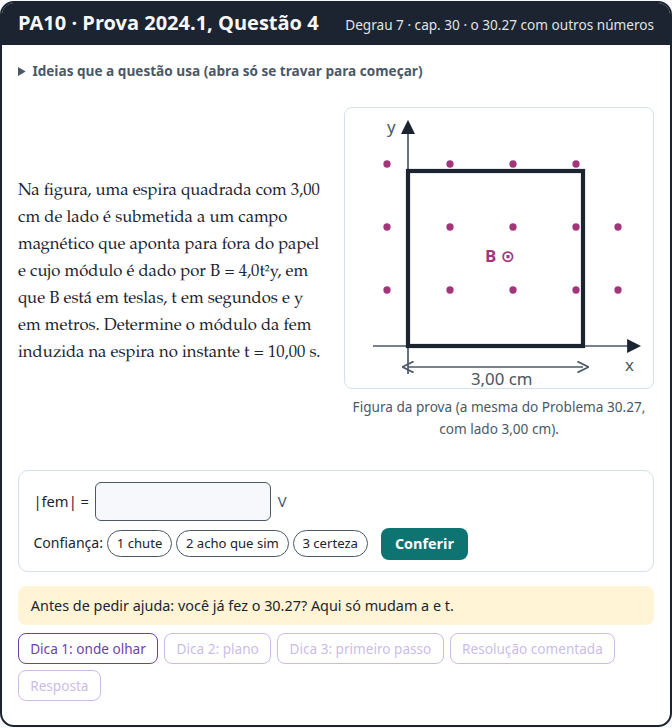 PA10 · Prova 2024.1, Questão 4
Degrau 7 · cap. 30 · o 30.27 com outros números
▶ Ideias que a questão usa (abra só se travar para começar)
Na figura, uma espira quadrada com 3,00
cm de lado é submetida a um campo
magnético que aponta para fora do papel
e cujo módulo é dado por B = 4,0t²y, em
que B está em teslas, t em segundos e y
em metros. Determine o módulo da fem
induzida na espira no instante t = 10,00 s.
y
B
x
3,00 cm
Figura da prova (a mesma do Problema 30.27,
com lado 3,00 cm).
|fem| =
V
Confiança: 1 chute 2 acho que sim 3 certeza Conferir
Antes de pedir ajuda: você já fez o 30.27? Aqui só mudam a e t.
Dica 1: onde olhar Dica 2: plano Dica 3: primeiro passo Resolução comentada
Resposta